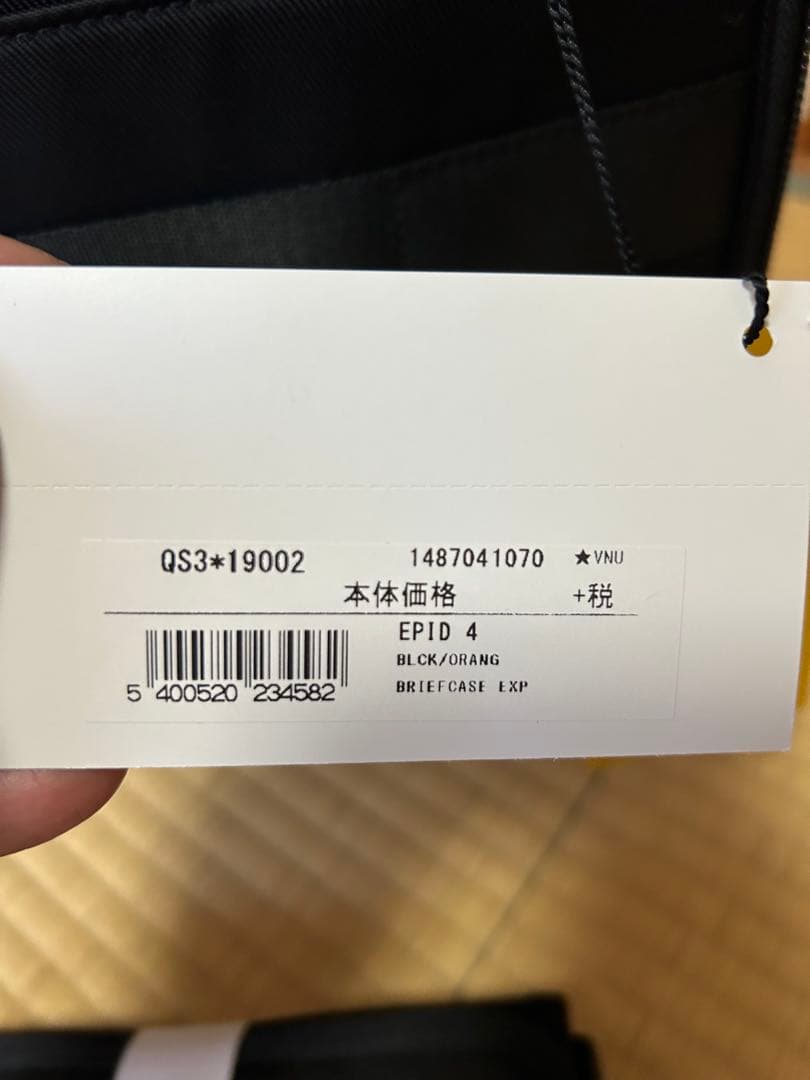 QS3*19002 1487041070 ★VNU
本体価格 +税
EPID 4
BLCK/ORANG
BRIEFCASE EXP
5 400520 234582